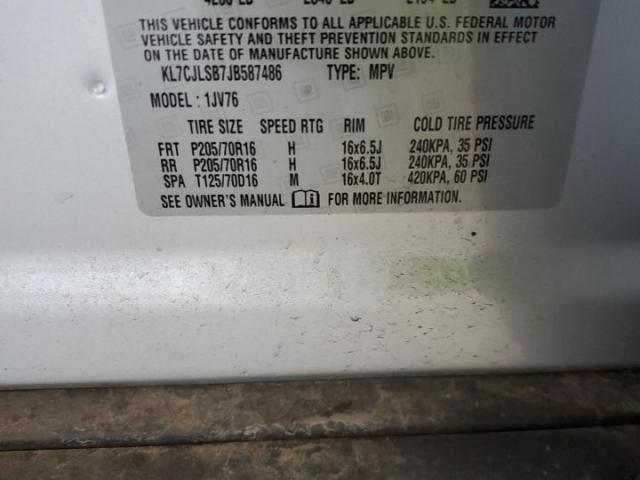 THIS VEHICLE CONFORMS TO ALL APPLICABLE U.S. FEDERAL MOTOR
VEHICLE SAFETY AND THEFT PREVENTION STANDARDS IN EFFECT
ON THE DATE OF MANUFACTURE SHOWN ABOVE.
KL7CJLSB7JB587486 TYPE: MPV
MODEL: 1JV76
TIRE SIZE SPEED RTG RIM COLD TIRE PRESSURE
FRT P205/70R16 H 16x6.5J 240KPA, 35 PSI
RR P205/70R16 H 16x6.5J 240KPA, 35 PSI
SPA T125/70D16 M 16x4.0T 420KPA, 60 PSI
SEE OWNER'S MANUAL FOR MORE INFORMATION.